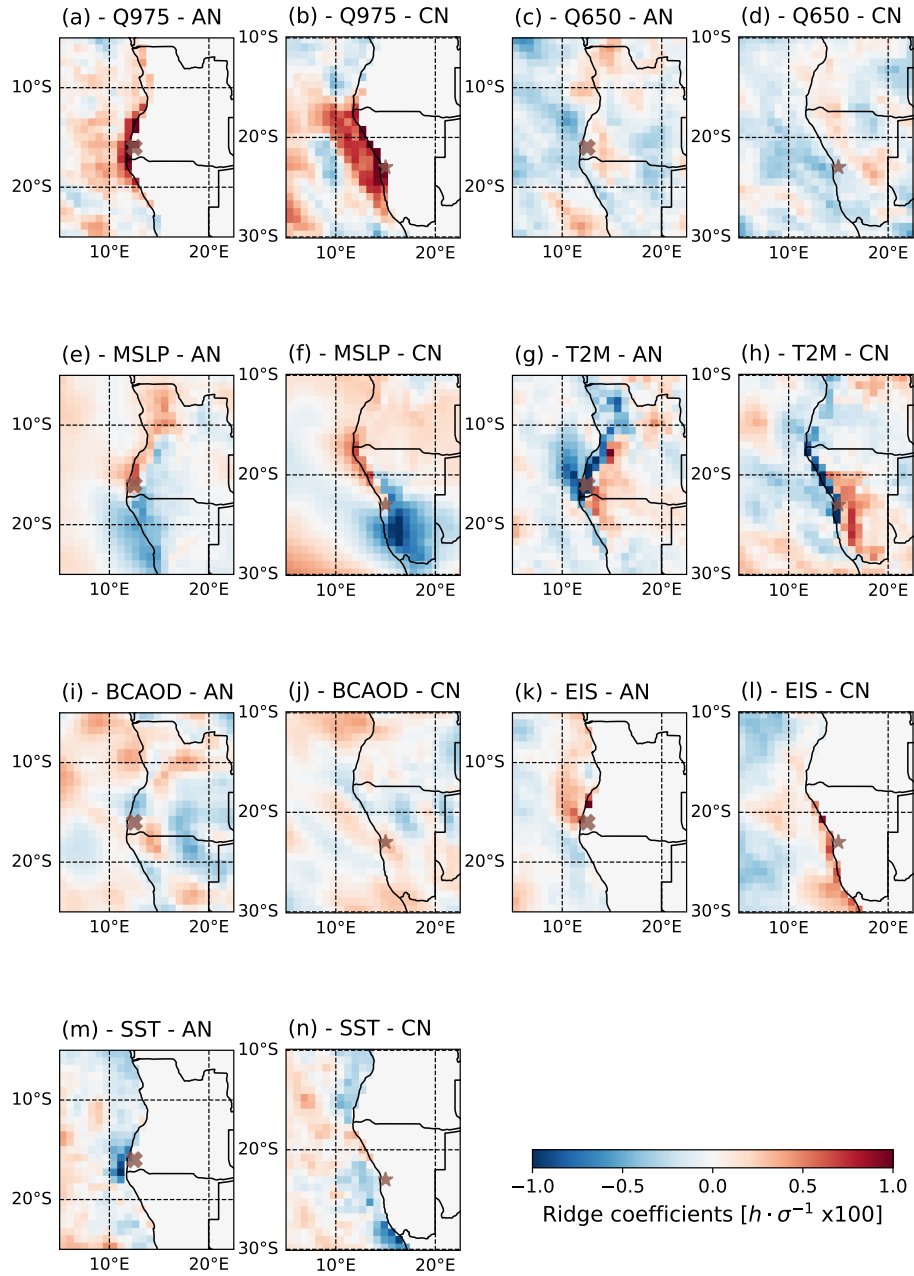 (a) - Q975 - AN
(b) - Q975 - CN
(c) - Q650 - AN
(d) - Q650 - CN
10°S
10°S
10°S
20°S
20°S
20°S
20°S
30°S
30°S
10°E 20°E
10°E 20°E
10°E 20°E
10°E 20°E
(e) - MSLP - AN
(f) - MSLP - CN
(g) - T2M - AN
(h) - T2M - CN
10°S
10°S
10°S
10°S
20°S
20°S
20°S
20°S
30°S
30°S
10°E 20°E
10°E 20°E
10°E 20°E
10°E 20°E
(i) - BCAOD - AN
(j) - BCAOD - CN
(k) - EIS - AN
(l) - EIS - CN
10°S
10°S
10°S
10°S
20°S
20°S
20°S
20°S
30°S
30°S
10°E 20°E
10°E 20°E
10°E 20°E
10°E 20°E
(m) - SST - AN
(n) - SST - CN
10°S
10°S
20°S
20°S
30°S
10°E 20°E
10°E 20°E
−1.0 −0.5 0.0 0.5 1.0
Ridge coefficients [h · σ⁻¹ x100]